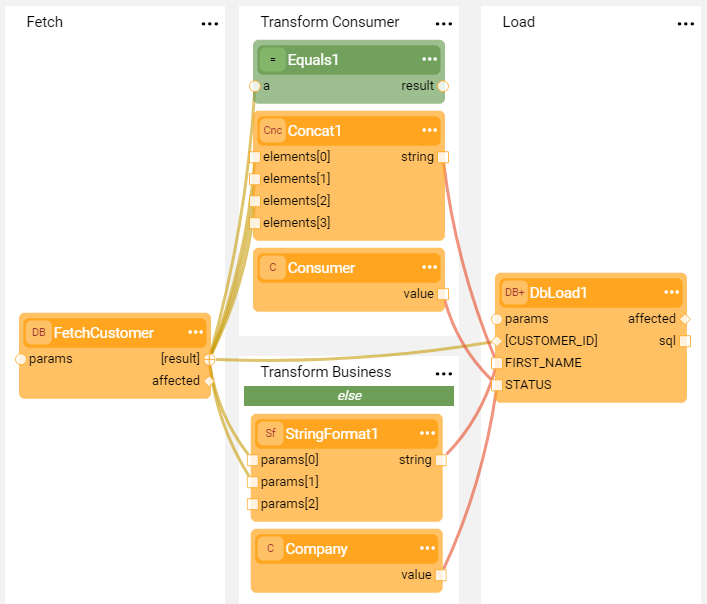 Fetch ...
DB FetchCustomer ...
params [result]
affected
Transform Consumer ...
= Equals1 ...
a result
Cnc Concat1 ...
elements[0] string
elements[1]
elements[2]
elements[3]
C Consumer ...
value
Transform Business ...
else
Sf StringFormat1 ...
params[0] string
params[1]
params[2]
C Company ...
value
Load ...
DB+ DbLoad1 ...
params affected
[CUSTOMER_ID] sql
FIRST_NAME
STATUS